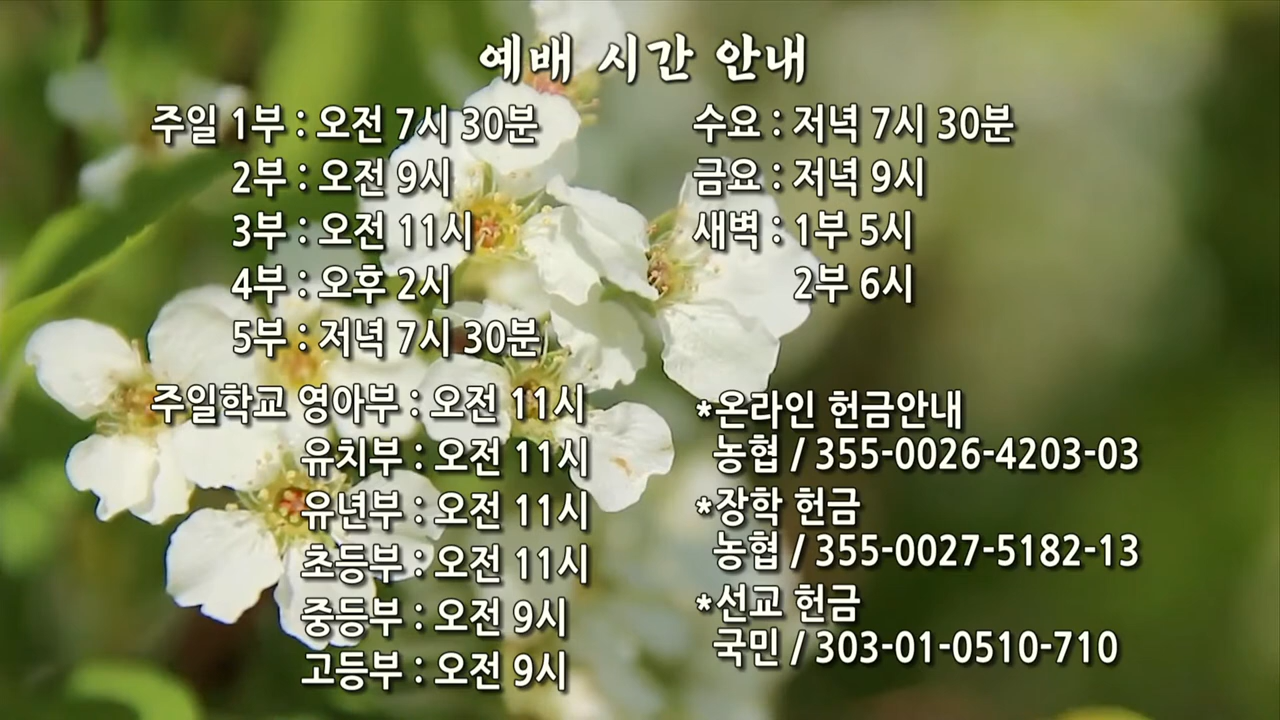 예배 시간 안내
주일 1부 : 오전 7시 30분
2부 : 오전 9시
3부 : 오전 11시
4부 : 오후 2시
5부 : 저녁 7시 30분
수요 : 저녁 7시 30분
금요 : 저녁 9시
새벽 : 1부 5시
2부 6시
주일학교 영아부 : 오전 11시
유치부 : 오전 11시
유년부 : 오전 11시
초등부 : 오전 11시
중등부 : 오전 9시
고등부 : 오전 9시
*온라인 헌금안내
농협 / 355-0026-4203-03
*장학 헌금
농협 / 355-0027-5182-13
*선교 헌금
국민 / 303-01-0510-710